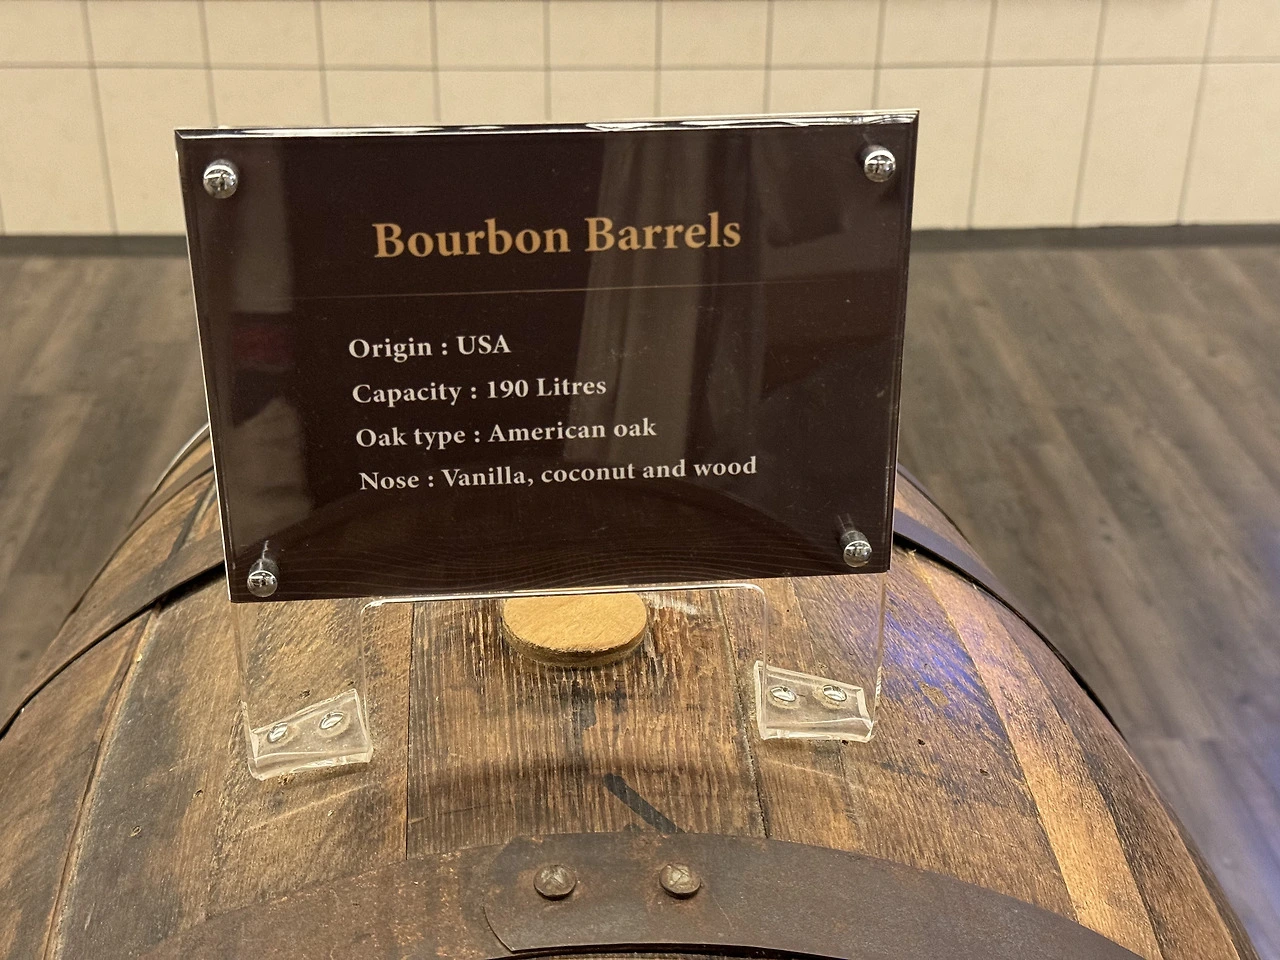 Bourbon Barrels
Origin : USA
Capacity : 190 Litres
Oak type : American oak
Nose : Vanilla, coconut and wood